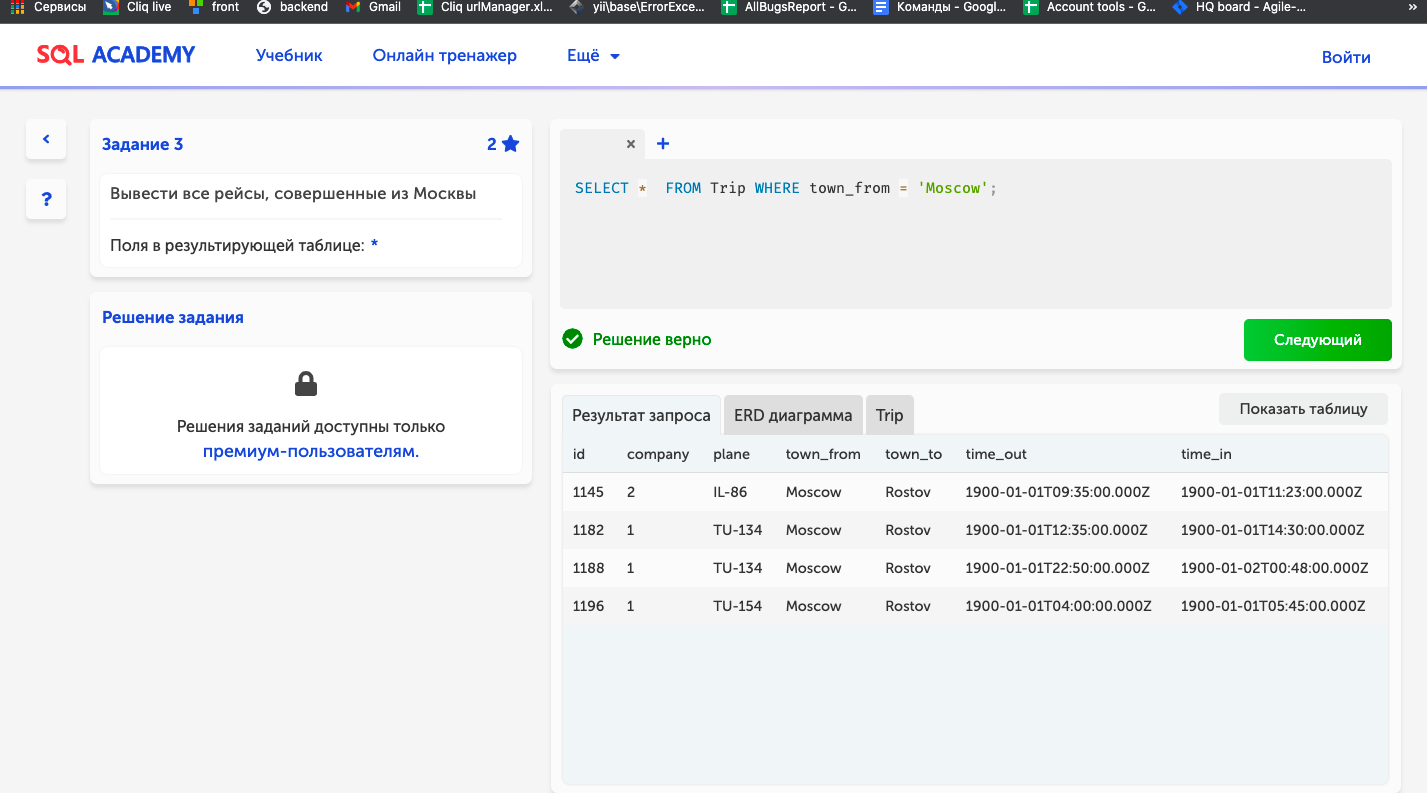 Сервисы Cliq live front backend Gmail Cliq urlManager.xl... yii\base\ErrorExce... AllBugsReport - G... Команды - Googl... Account tools - G... HQ board - Agile-... »
SQL ACADEMY Учебник Онлайн тренажер Ещё Войти
Задание 3 2
Вывести все рейсы, совершенные из Москвы
Поля в результирующей таблице: *
?
Решение задания
Решения заданий доступны только
премиум-пользователям.
× +
SELECT * FROM Trip WHERE town_from = 'Moscow';
Решение верно Следующий
Результат запроса ERD диаграмма Trip Показать таблицу
id company plane town_from town_to time_out time_in
1145 2 IL-86 Moscow Rostov 1900-01-01T09:35:00.000Z 1900-01-01T11:23:00.000Z
1182 1 TU-134 Moscow Rostov 1900-01-01T12:35:00.000Z 1900-01-01T14:30:00.000Z
1188 1 TU-134 Moscow Rostov 1900-01-01T22:50:00.000Z 1900-01-02T00:48:00.000Z
1196 1 TU-154 Moscow Rostov 1900-01-01T04:00:00.000Z 1900-01-01T05:45:00.000Z